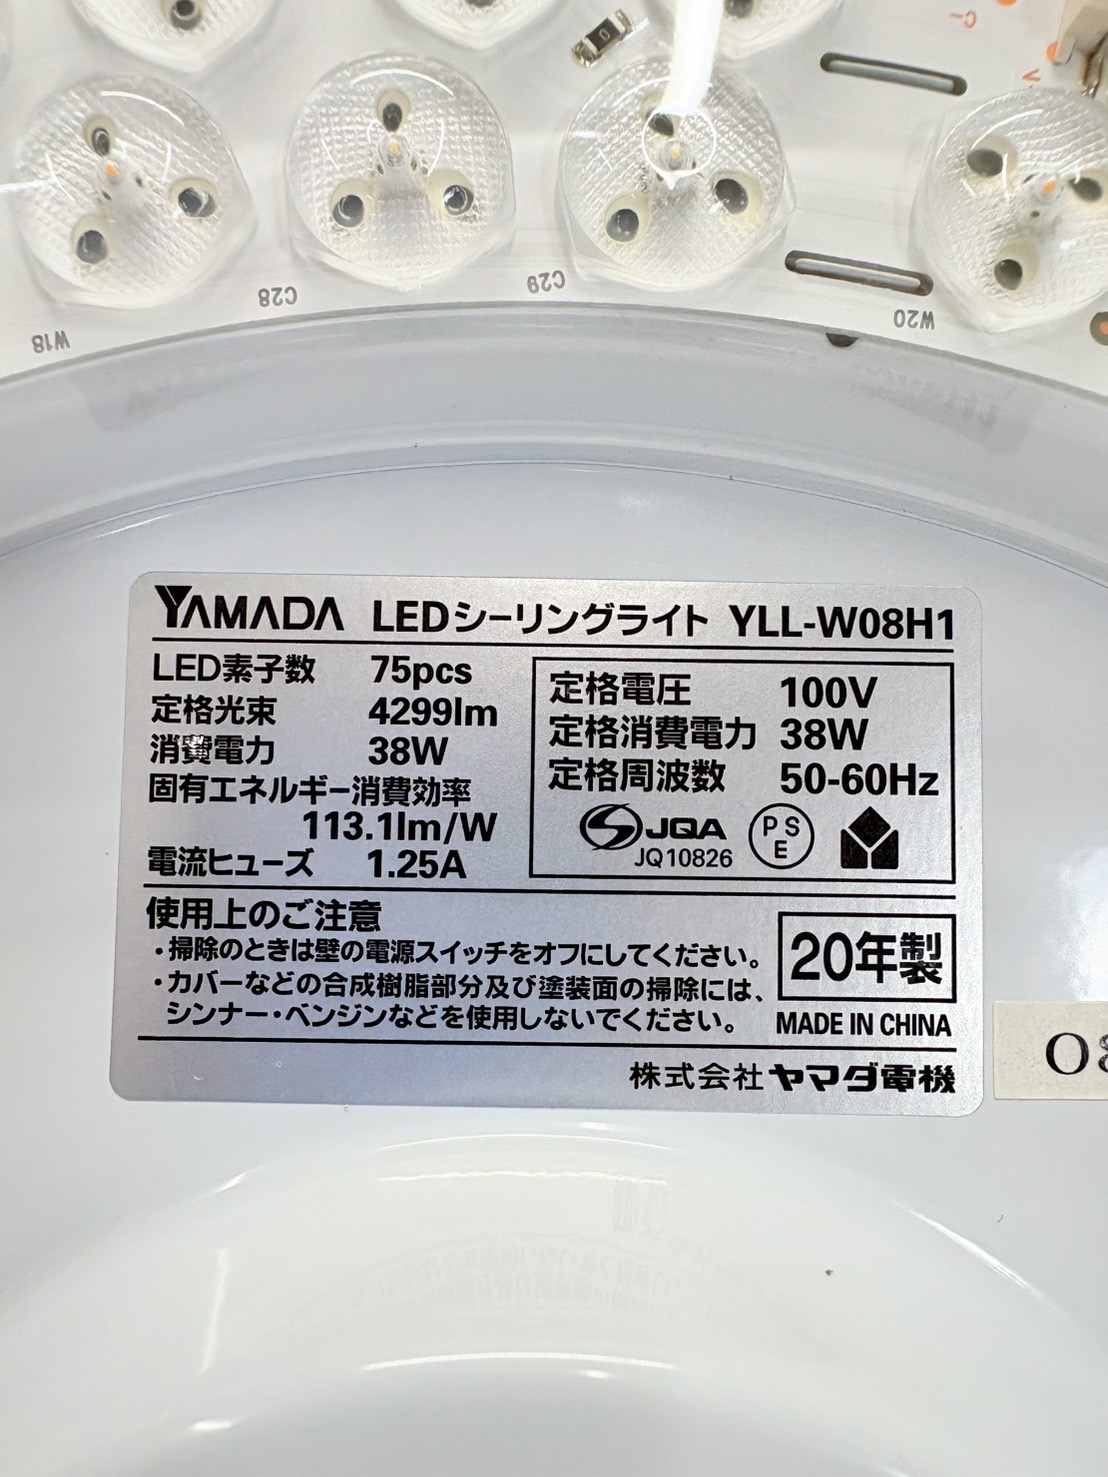 C-
C28
C29
W18
W20
YAMADA LEDシーリングライト YLL-W08H1
LED素子数 75pcs
定格光束 4299lm
消費電力 38W
固有エネルギー消費効率
113.1lm/W
電流ヒューズ 1.25A
定格電圧 100V
定格消費電力 38W
定格周波数 50-60Hz
JQA
JQ10826
PSE
使用上のご注意
・掃除のときは壁の電源スイッチをオフにしてください。
・カバーなどの合成樹脂部分及び塗装面の掃除には、
シンナー・ベンジンなどを使用しないでください。
20年製
MADE IN CHINA
株式会社ヤマダ電機